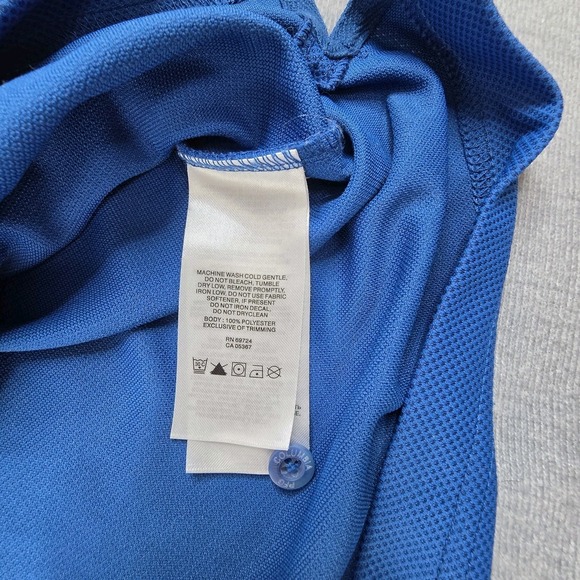 MACHINE WASH COLD GENTLE.
DO NOT BLEACH, TUMBLE
DRY LOW, REMOVE PROMPTLY,
IRON LOW, DO NOT USE FABRIC
SOFTENER, IF PRESENT
DO NOT IRON DECAL,
DO NOT DRYCLEAN
BODY : 100% POLYESTER
EXCLUSIVE OF TRIMMING
RN 69724
CA 05367
COLUMBIA
PFG